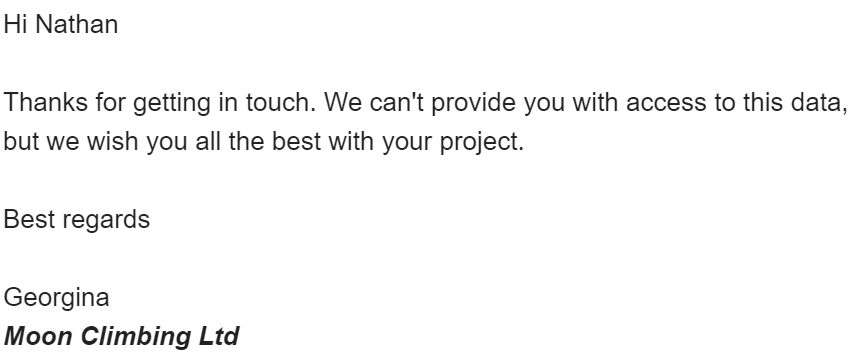 Hi Nathan
Thanks for getting in touch. We can't provide you with access to this data,
but we wish you all the best with your project.
Best regards
Georgina
Moon Climbing Ltd